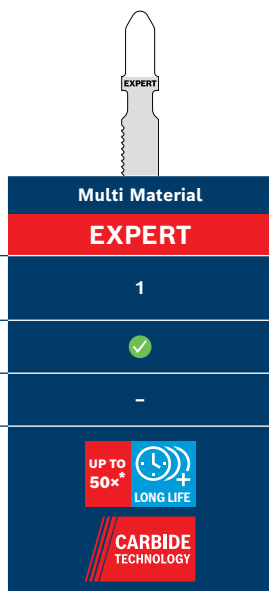 EXPERT
Multi Material
EXPERT
1
–
UP TO
50×*
LONG LIFE
CARBIDE
TECHNOLOGY